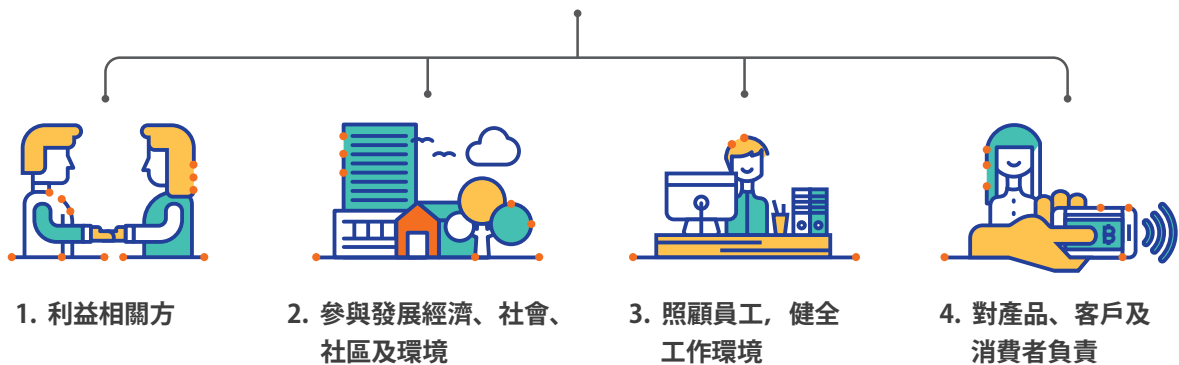 1. 利益相關方
2. 參與發展經濟、社會、
社區及環境
3. 照顧員工，健全
工作環境
4. 對產品、客戶及
消費者負責